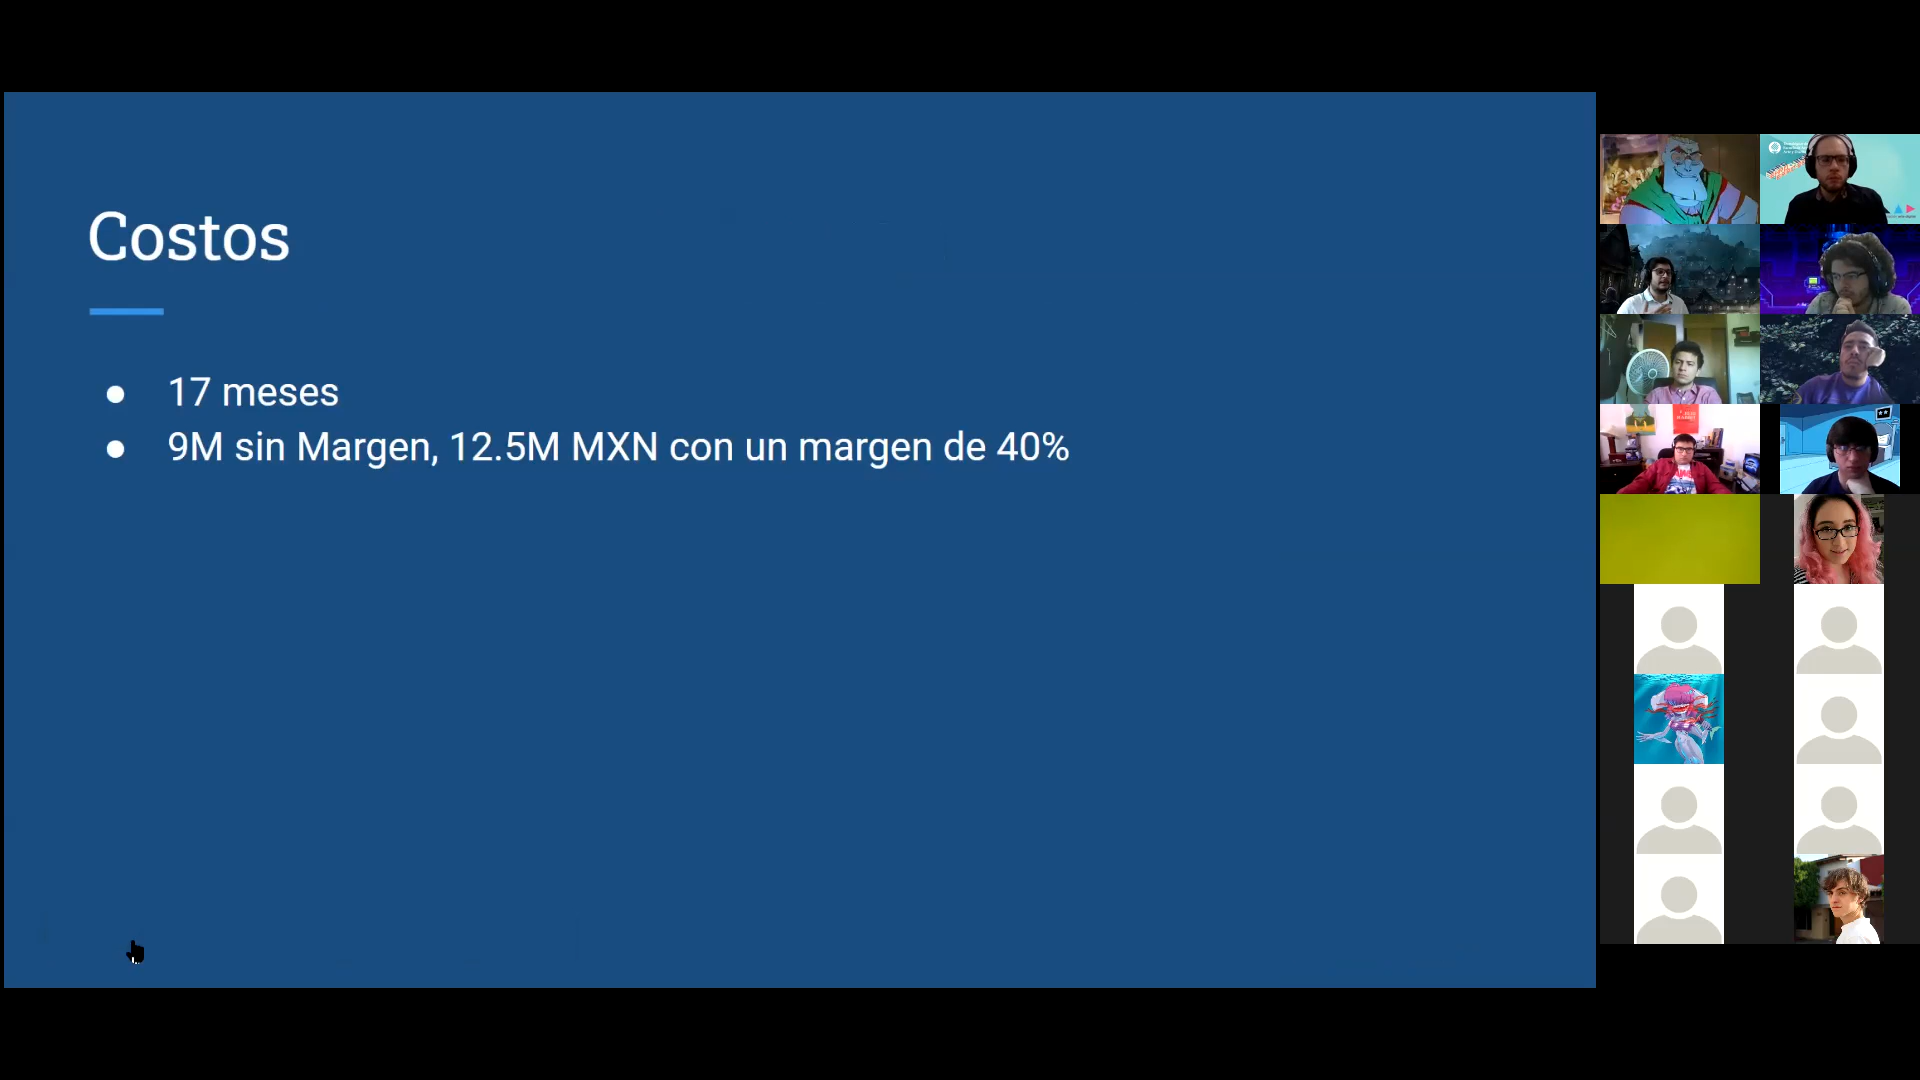 Costos
● 17 meses
● 9M sin Margen, 12.5M MXN con un margen de 40%